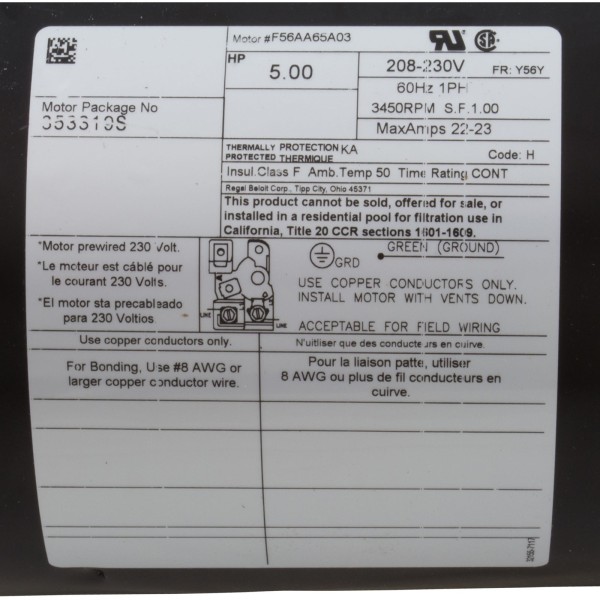 Motor # F56AA65A03
HP
5.00
208-230V
FR: Y56Y
60Hz 1PH
3450RPM S.F.1.00
MaxAmps 22-23
Motor Package No
353319S
THERMALLY PROTECTION KA
PROTECTED THERMIQUE
Code: H
Insul.Class F Amb.Temp 50 Time Rating CONT
Regal Beloit Corp., Tipp City, Ohio 45371
This product cannot be sold, offered for sale, or
installed in a residential pool for filtration use in
California, Title 20 CCR sections 1601-1609.
*Motor prewired 230 Volt.
*Le moteur est câblé pour
le courant 230 Volts.
*El motor sta precableado
para 230 Voltios
LINE
LINE
GREEN (GROUND)
GRD
USE COPPER CONDUCTORS ONLY.
INSTALL MOTOR WITH VENTS DOWN.
ACCEPTABLE FOR FIELD WIRING
Use copper conductors only.
N'uitliser que des conducteurs en cuirve.
For Bonding, Use #8 AWG or
larger copper conductor wire.
Pour la liaison patte, utiliser
8 AWG ou plus de fil conducteurs en
cuirve.